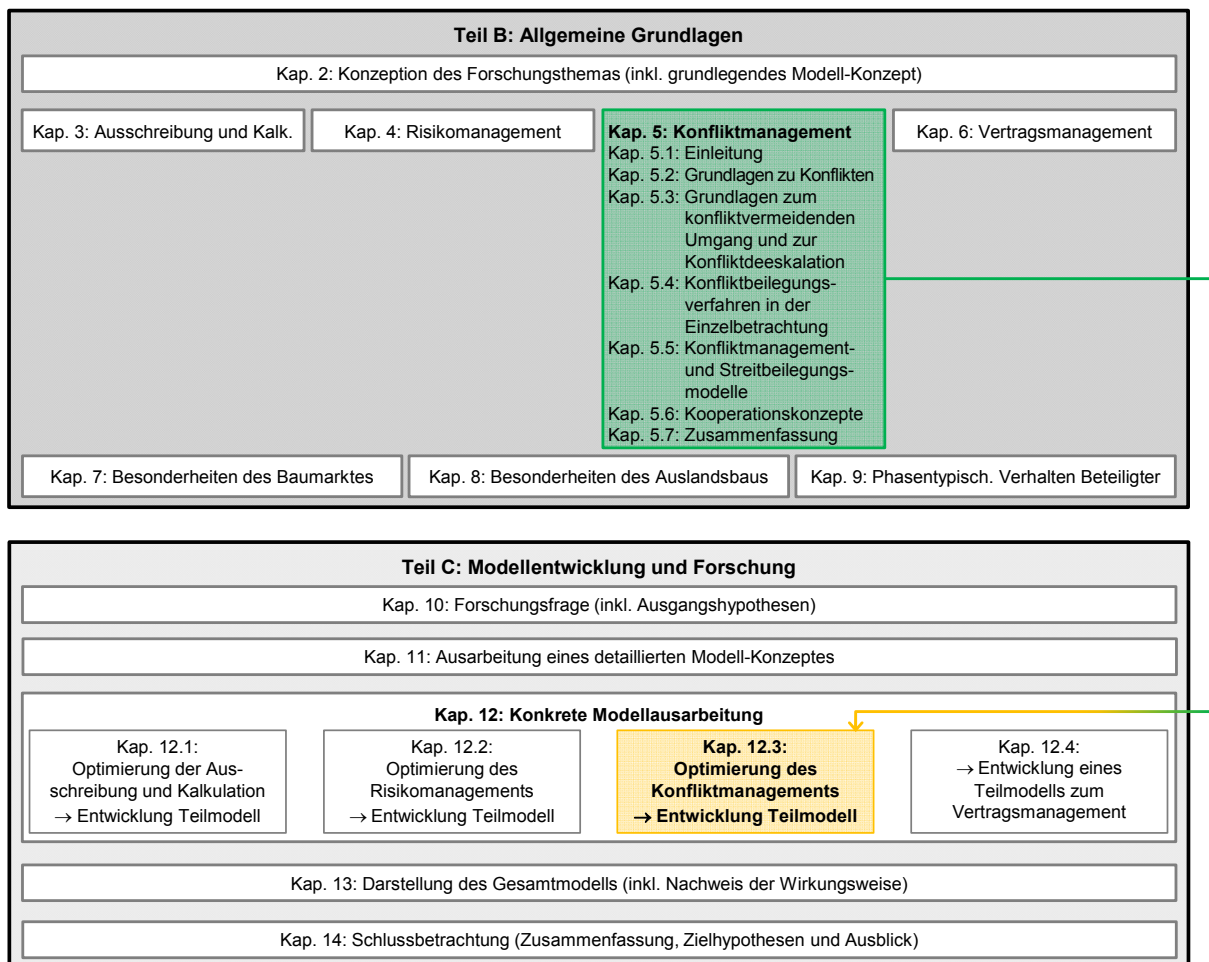 Teil B: Allgemeine Grundlagen
Kap. 2: Konzeption des Forschungsthemas (inkl. grundlegendes Modell-Konzept)
Kap. 3: Ausschreibung und Kalk.
Kap. 4: Risikomanagement
Kap. 5: Konfliktmanagement
Kap. 5.1: Einleitung
Kap. 5.2: Grundlagen zu Konflikten
Kap. 5.3: Grundlagen zum
konfliktvermeidenden
Umgang und zur
Konfliktdeeskalation
Kap. 5.4: Konfliktbeilegungs-
verfahren in der
Einzelbetrachtung
Kap. 5.5: Konfliktmanagement-
und Streitbeilegungs-
modelle
Kap. 5.6: Kooperationskonzepte
Kap. 5.7: Zusammenfassung
Kap. 6: Vertragsmanagement
Kap. 7: Besonderheiten des Baumarktes
Kap. 8: Besonderheiten des Auslandsbaus
Kap. 9: Phasentypisch. Verhalten Beteiligter
Teil C: Modellentwicklung und Forschung
Kap. 10: Forschungsfrage (inkl. Ausgangshypothesen)
Kap. 11: Ausarbeitung eines detaillierten Modell-Konzeptes
Kap. 12: Konkrete Modellausarbeitung
Kap. 12.1:
Optimierung der Aus-
schreibung und Kalkulation
→ Entwicklung Teilmodell
Kap. 12.2:
Optimierung des
Risikomanagements
→ Entwicklung Teilmodell
Kap. 12.3:
Optimierung des
Konfliktmanagements
→ Entwicklung Teilmodell
Kap. 12.4:
→ Entwicklung eines
Teilmodells zum
Vertragsmanagement
Kap. 13: Darstellung des Gesamtmodells (inkl. Nachweis der Wirkungsweise)
Kap. 14: Schlussbetrachtung (Zusammenfassung, Zielhypothesen und Ausblick)